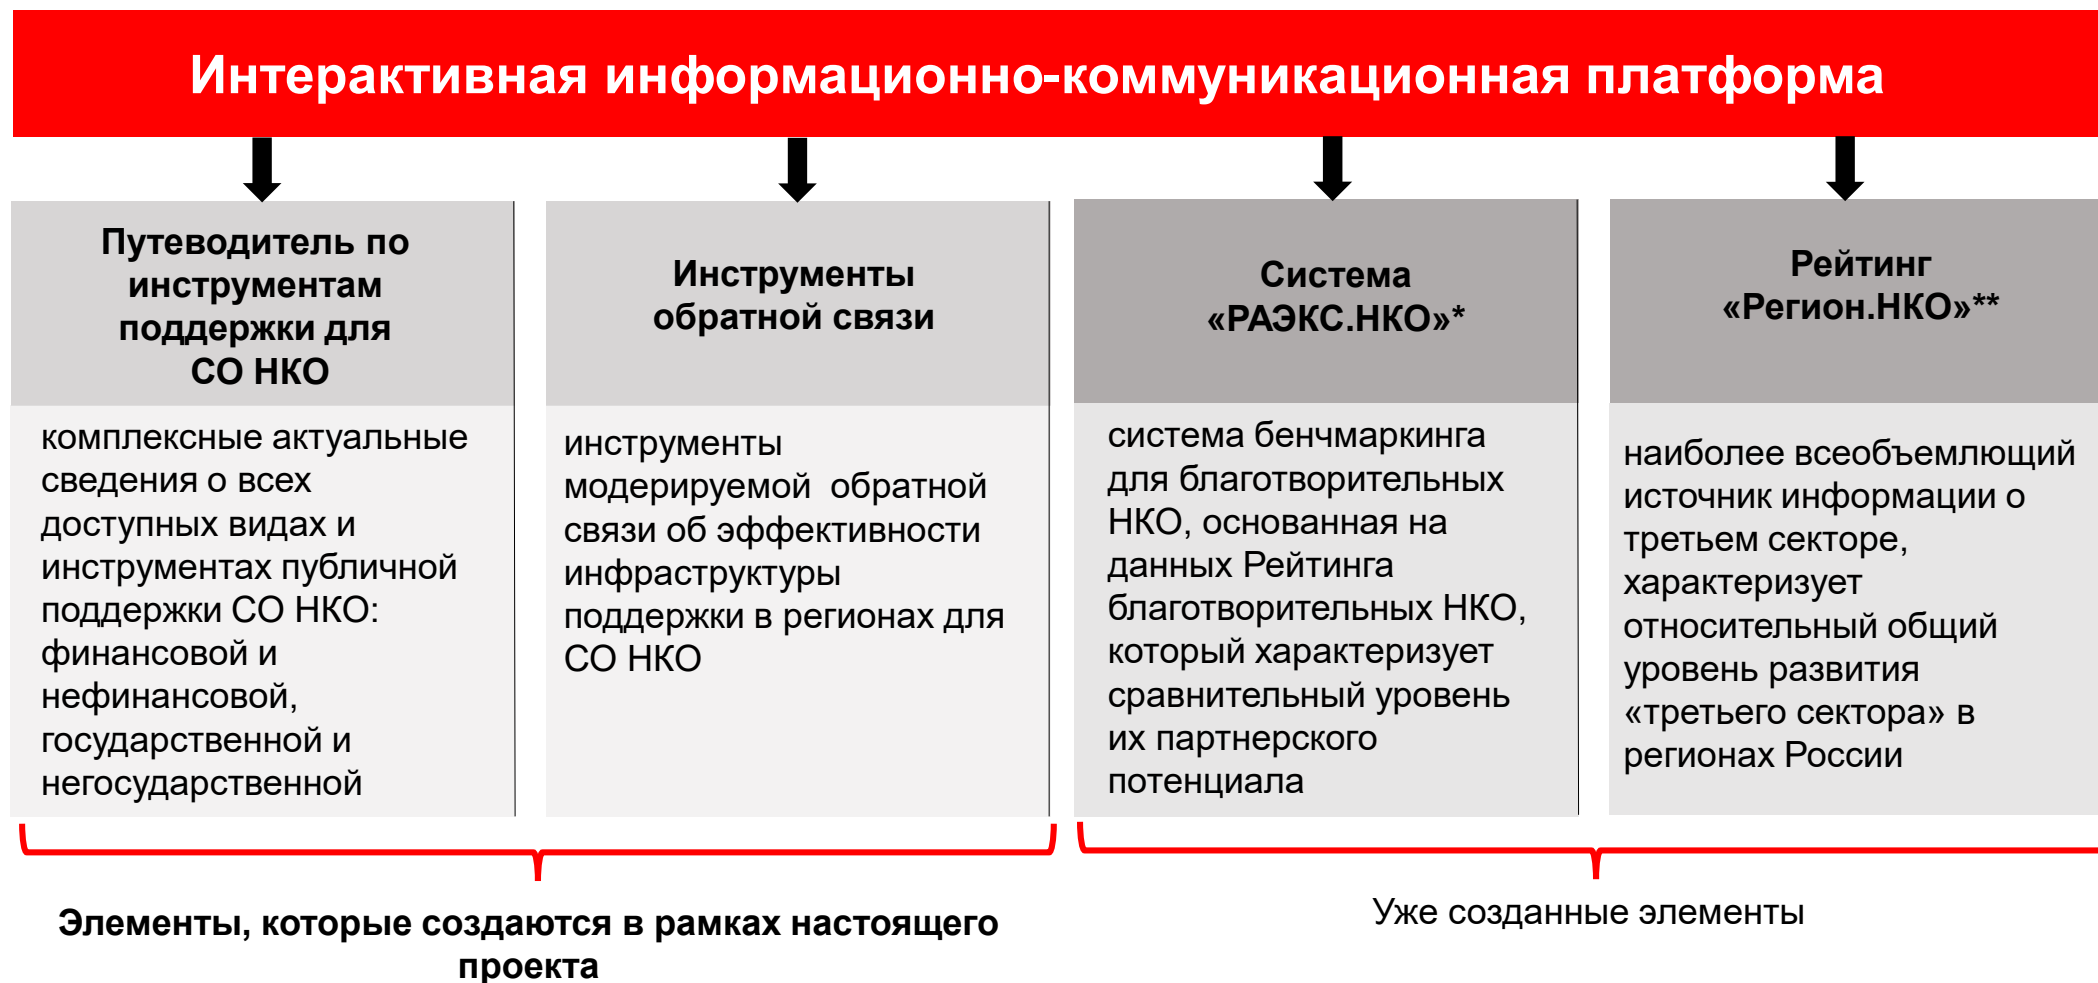 Интерактивная информационно-коммуникационная платформа
Путеводитель по
инструментам
поддержки для
СО НКО
комплексные актуальные
сведения о всех
доступных видах и
инструментах публичной
поддержки СО НКО:
финансовой и
нефинансовой,
государственной и
негосударственной
Инструменты
обратной связи
инструменты
модерируемой  обратной
связи об эффективности
инфраструктуры
поддержки в регионах для
СО НКО
Система
«РАЭКС.НКО»*
система бенчмаркинга
для благотворительных
НКО, основанная на
данных Рейтинга
благотворительных НКО,
который характеризует
сравнительный уровень
их партнерского
потенциала
Рейтинг
«Регион.НКО»**
наиболее всеобъемлющий
источник информации о
третьем секторе,
характеризует
относительный общий
уровень развития
«третьего сектора» в
регионах России
Элементы, которые создаются в рамках настоящего
проекта
Уже созданные элементы